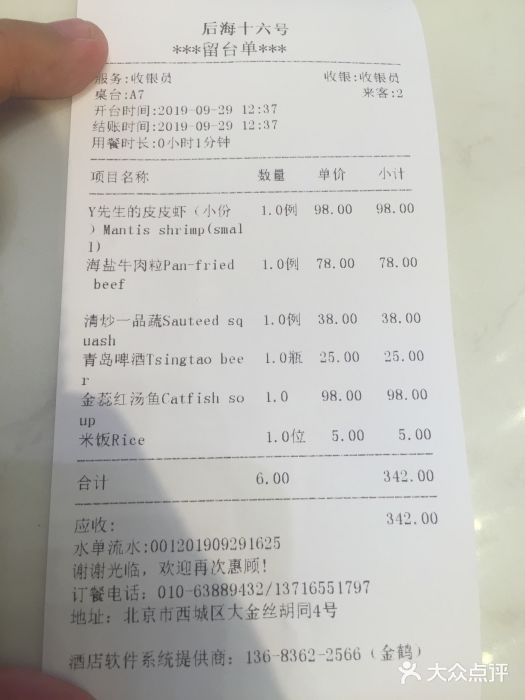 后海十六号
***留台单***
服务:收银员 收银:收银员
桌台:A7 来客:2
开台时间:2019-09-29 12:37
结账时间:2019-09-29 12:37
用餐时长:0小时1分钟
项目名称 数量 单价 小计
Y先生的皮皮虾（小份 1.0例 98.00 98.00
）Mantis shrimp(smal
l)
海盐牛肉粒Pan-fried 1.0例 78.00 78.00
beef
清炒一品蔬Sauteed sq 1.0例 38.00 38.00
uash
青岛啤酒Tsingtao bee 1.0瓶 25.00 25.00
r
金蕊红汤鱼Catfish so 1.0 98.00 98.00
up
米饭Rice 1.0位 5.00 5.00
合计 6.00 342.00
应收: 342.00
水单流水:001201909291625
谢谢光临，欢迎再次惠顾!
订餐电话：010-63889432/13716551797
地址：北京市西城区大金丝胡同4号
酒店软件系统提供商：136-8362-2566（金鹤）
大众点评